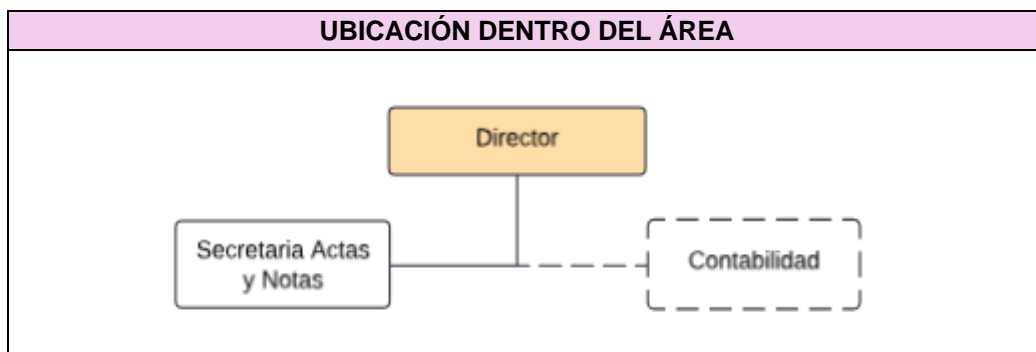 UBICACIÓN DENTRO DEL ÁREA
Director
Secretaria Actas
y Notas
Contabilidad